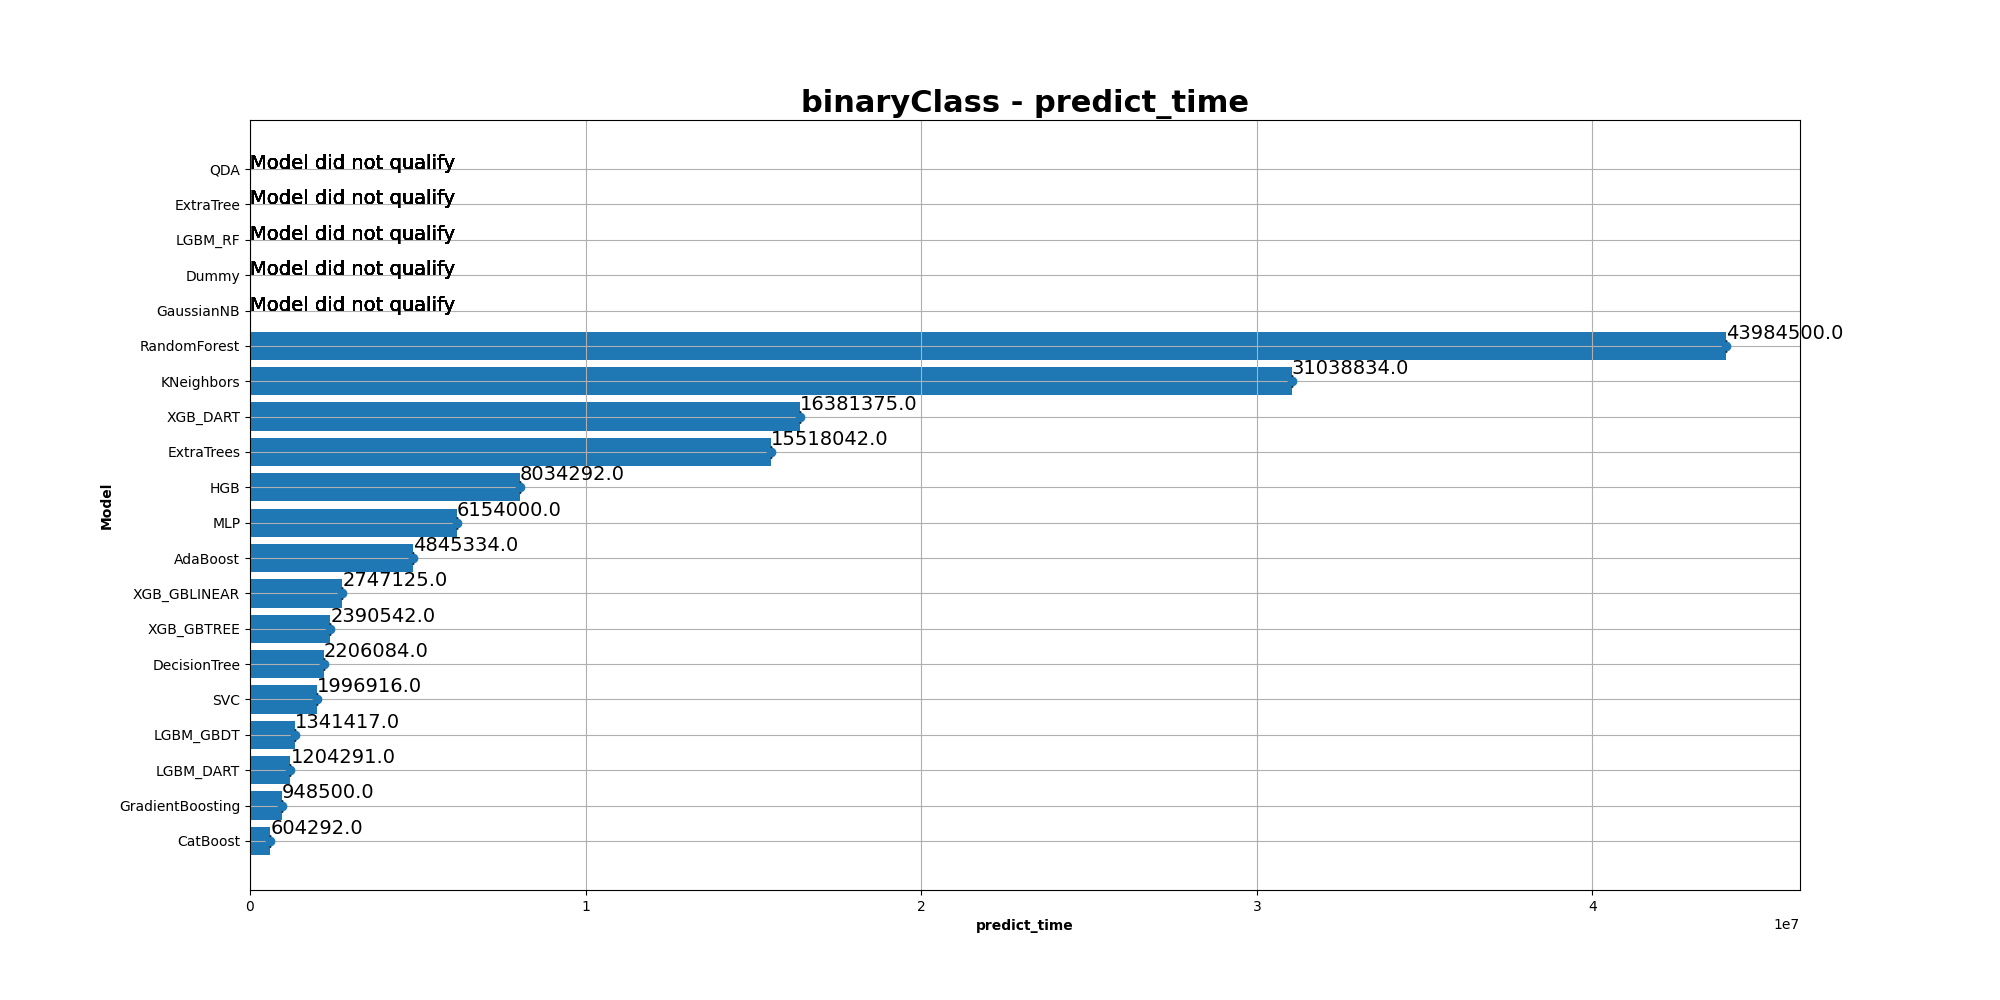 binaryClass - predict_time
QDA Model did not qualify
ExtraTree Model did not qualify
LGBM_RF Model did not qualify
Dummy Model did not qualify
GaussianNB Model did not qualify
RandomForest 43984500.0
KNeighbors 31038834.0
XGB_DART 16381375.0
ExtraTrees 15518042.0
HGB 8034292.0
MLP 6154000.0
AdaBoost 4845334.0
XGB_GBLINEAR 2747125.0
XGB_GBTREE 2390542.0
DecisionTree 2206084.0
SVC 1996916.0
LGBM_GBDT 1341417.0
LGBM_DART 1204291.0
GradientBoosting 948500.0
CatBoost 604292.0
Model
0 1 2 3 4
1e7
predict_time